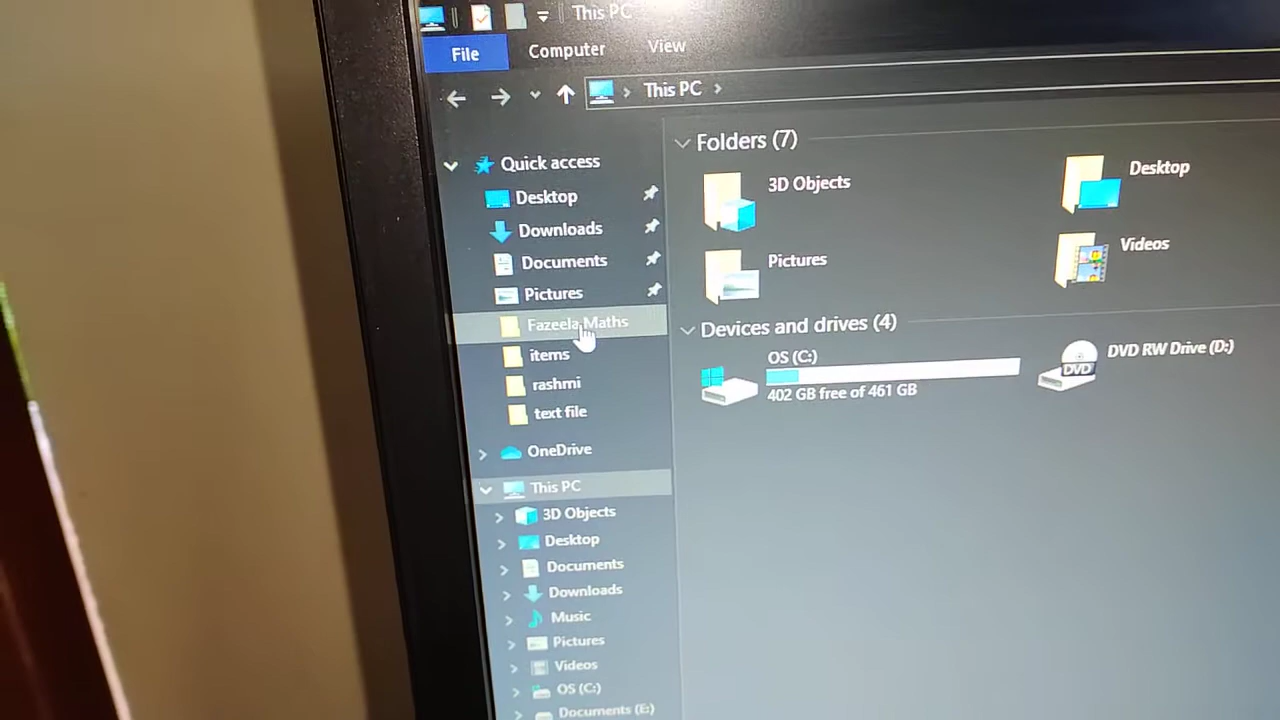 This PC
File Computer View
This PC
Quick access
Desktop
Downloads
Documents
Pictures
Fazeela Maths
items
rashmi
text file
OneDrive
This PC
3D Objects
Desktop
Documents
Downloads
Music
Pictures
Videos
OS (C:)
Documents (E:)
Folders (7)
3D Objects
Desktop
Pictures
Videos
Devices and drives (4)
OS (C:)
402 GB free of 461 GB
DVD RW Drive (D:)
DVD